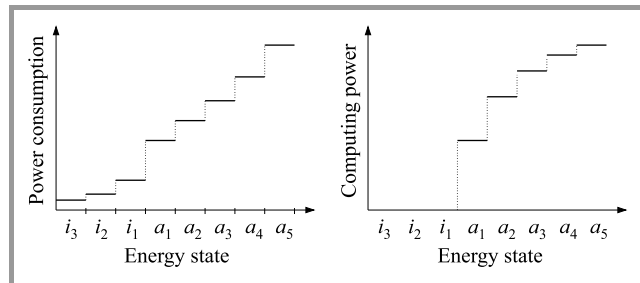 Power consumption
i3 i2 i1 a1 a2 a3 a4 a5
Energy state
Computing power
i3 i2 i1 a1 a2 a3 a4 a5
Energy state